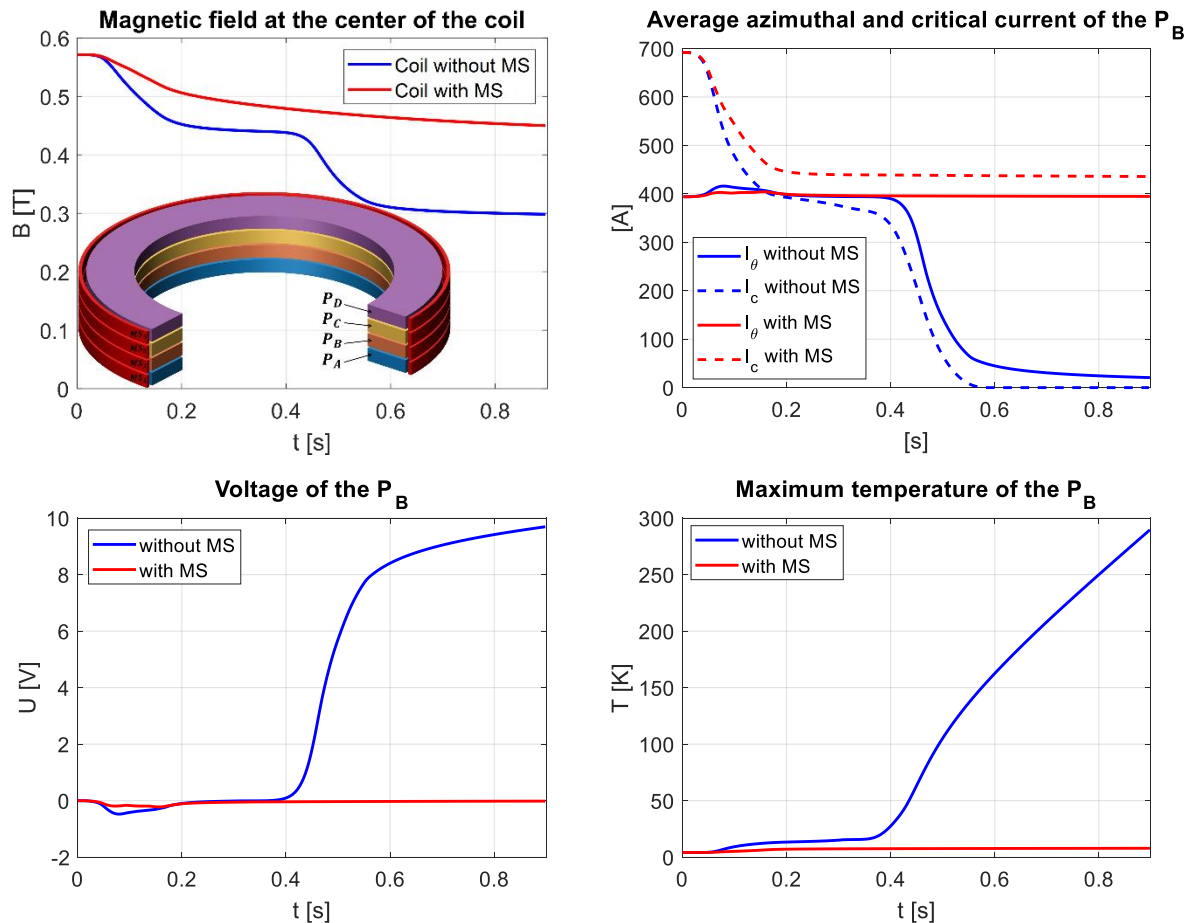 Magnetic field at the center of the coil
0.6
0.5
0.4
0.3
0.2
0.1
0
B [T]
Coil without MS
Coil with MS
P_D
P_C
P_B
P_A
0
0.2
0.4
0.6
0.8
t [s]
Average azimuthal and critical current of the P_B
700
600
500
400
300
200
100
0
[A]
I_θ without MS
I_c without MS
I_θ with MS
I_c with MS
0
0.2
0.4
0.6
0.8
[s]
Voltage of the P_B
10
8
6
4
2
0
-2
U [V]
without MS
with MS
0
0.2
0.4
0.6
0.8
t [s]
Maximum temperature of the P_B
300
250
200
150
100
50
0
T [K]
without MS
with MS
0
0.2
0.4
0.6
0.8
t [s]